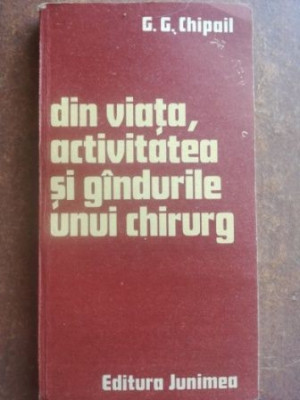 G. G. Chipail
din viața,
activitatea
și gîndurile
unui chirurg
Editura Junimea